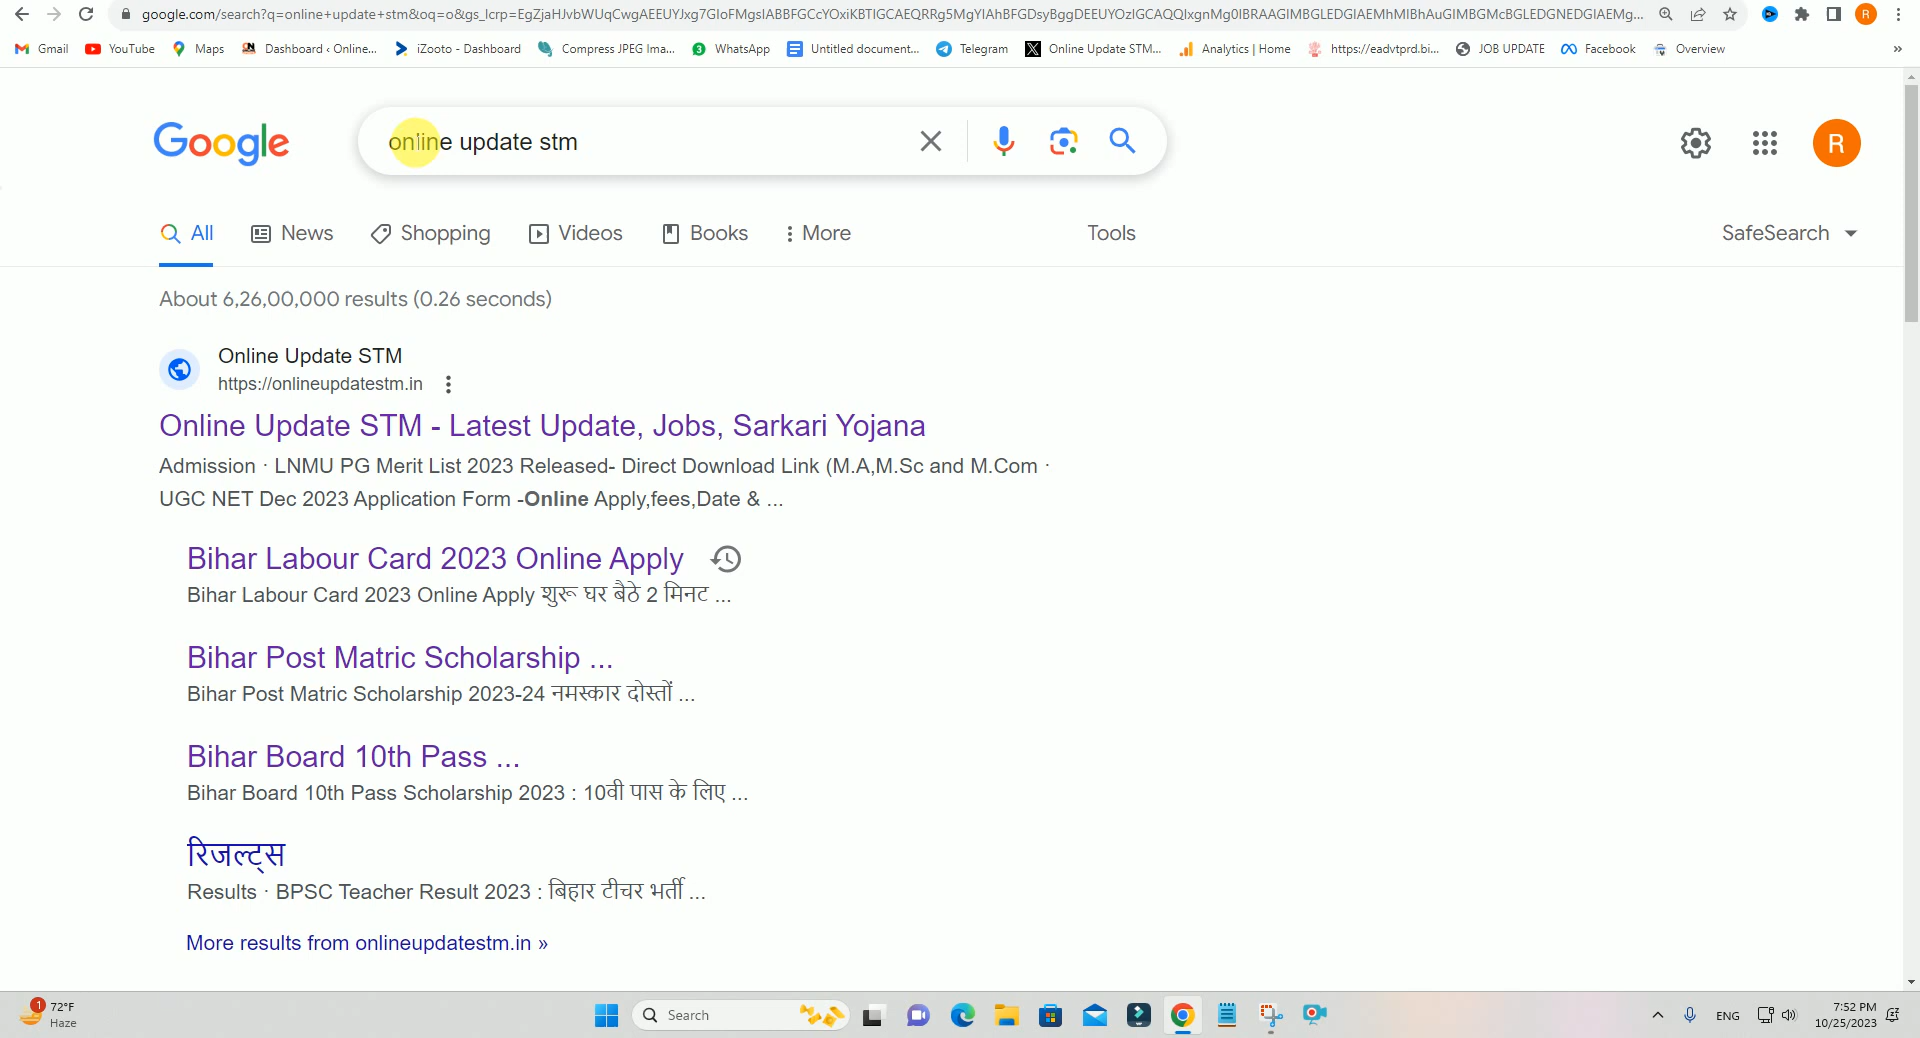 google.com/search?q=online+update+stm&oq=o&gs_lcrp=
Gmail YouTube Maps Dashboard ‹ Online... iZooto - Dashboard Compress JPEG Ima... 3 WhatsApp Untitled document... Telegram X Online Update STM... Analytics | Home https://eadvtprd.bi... JOB UPDATE Facebook Overview »
R
Google online update stm R
All News Shopping Videos Books More Tools SafeSearch
About 6,26,00,000 results (0.26 seconds)
Online Update STM
https://onlineupdatestm.in
Online Update STM - Latest Update, Jobs, Sarkari Yojana
Admission · LNMU PG Merit List 2023 Released- Direct Download Link (M.A,M.Sc and M.Com ·
UGC NET Dec 2023 Application Form -Online Apply,fees,Date & ...
Bihar Labour Card 2023 Online Apply
Bihar Labour Card 2023 Online Apply शुरू घर बैठे 2 मिनट ...
Bihar Post Matric Scholarship ...
Bihar Post Matric Scholarship 2023-24 नमस्कार दोस्तों ...
Bihar Board 10th Pass ...
Bihar Board 10th Pass Scholarship 2023 : 10वी पास के लिए ...
रिजल्ट्स
Results · BPSC Teacher Result 2023 : बिहार टीचर भर्ती ...
More results from onlineupdatestm.in »
1 72°F
Haze
Search
ENG
7:52 PM
10/25/2023